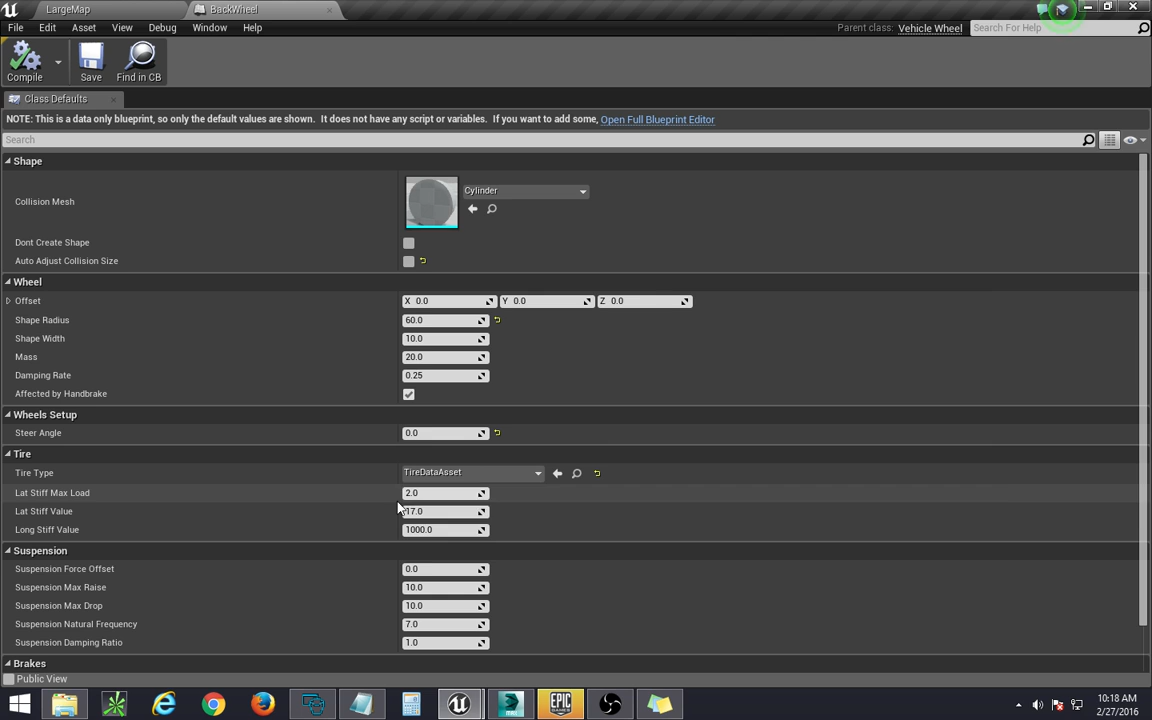 LargeMap
BackWheel
File Edit Asset View Debug Window Help
Parent class: Vehicle Wheel
Search For Help
Compile
Save
Find in CB
Class Defaults
NOTE: This is a data only blueprint, so only the default values are shown. It does not have any script or variables. If you want to add some, Open Full Blueprint Editor
Search
Shape
Collision Mesh
Cylinder
Dont Create Shape
Auto Adjust Collision Size
Wheel
Offset X 0.0 Y 0.0 Z 0.0
Shape Radius 60.0
Shape Width 10.0
Mass 20.0
Damping Rate 0.25
Affected by Handbrake
Wheels Setup
Steer Angle 0.0
Tire
Tire Type TireDataAsset
Lat Stiff Max Load 2.0
Lat Stiff Value 17.0
Long Stiff Value 1000.0
Suspension
Suspension Force Offset 0.0
Suspension Max Raise 10.0
Suspension Max Drop 10.0
Suspension Natural Frequency 7.0
Suspension Damping Ratio 1.0
Brakes
Public View
EPIC
GAMES
10:18 AM
2/27/2016